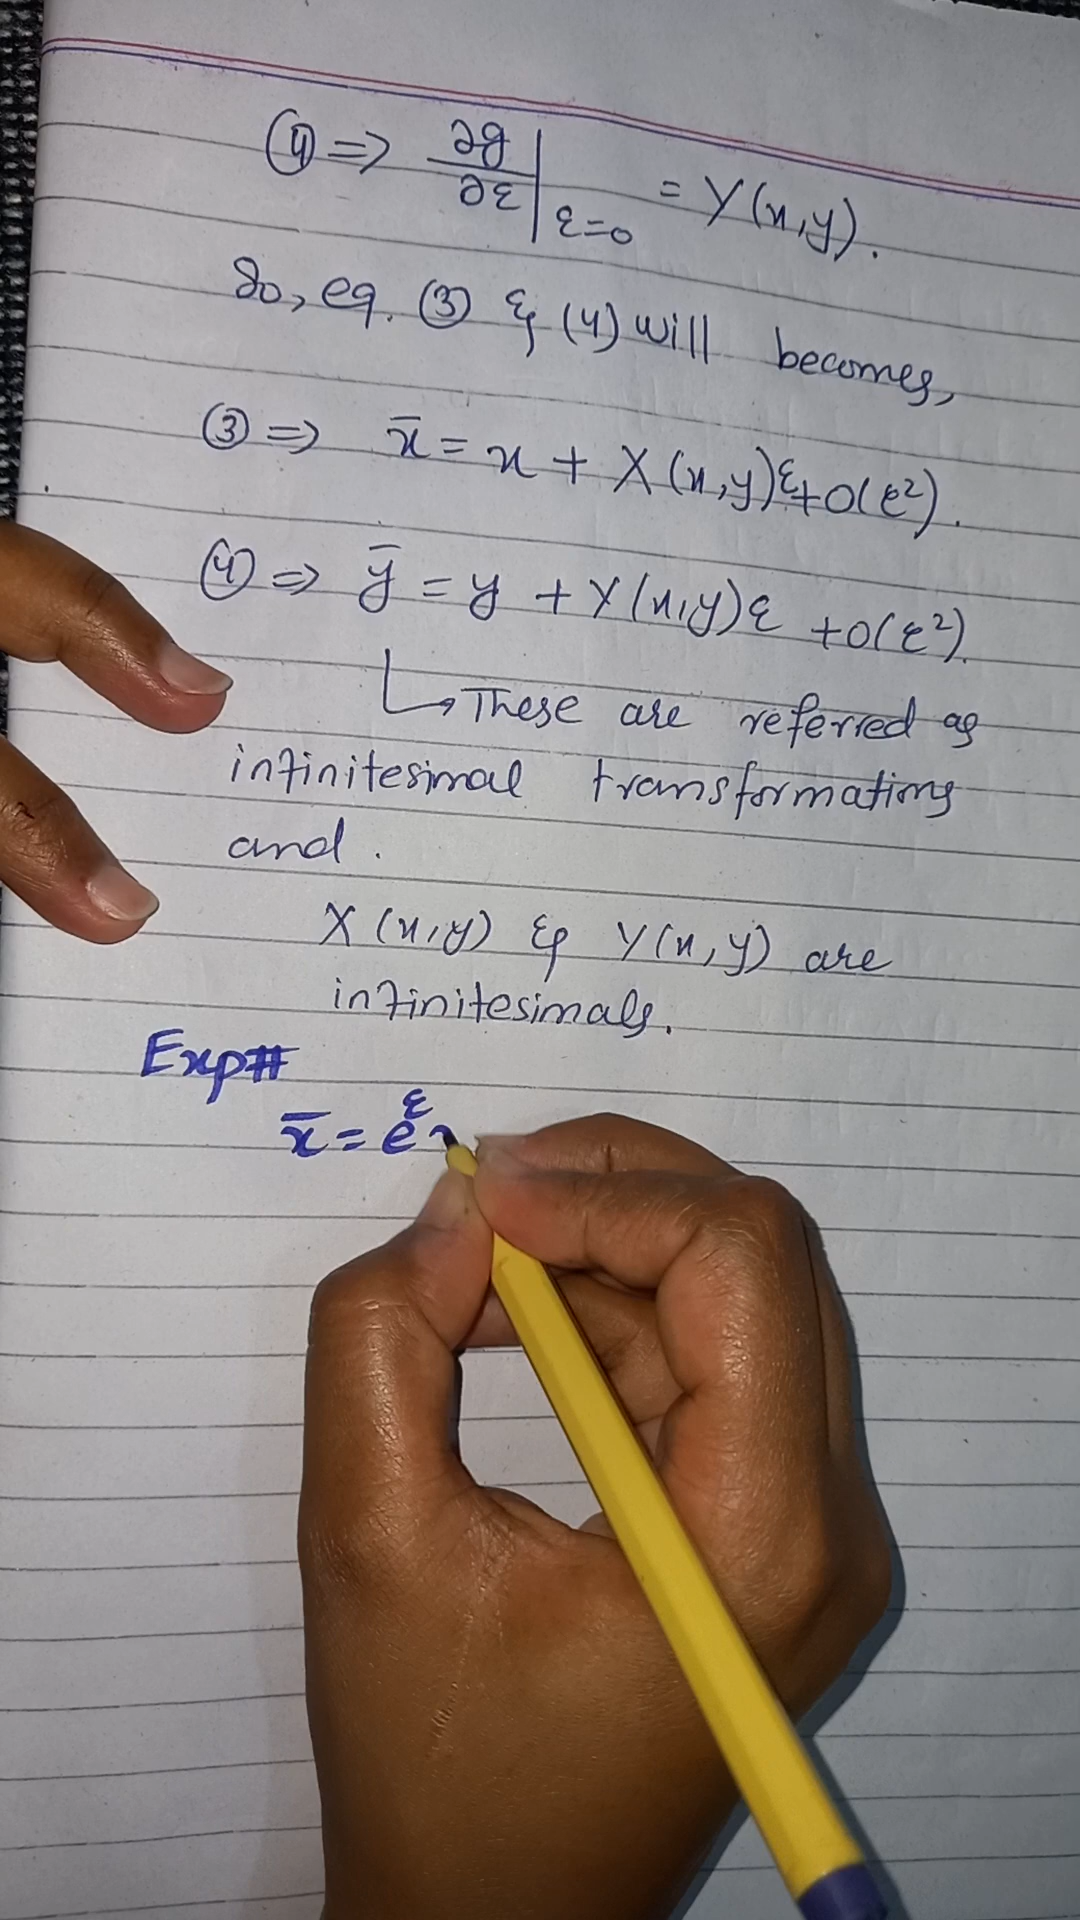 ④ => ∂g/∂ε |ε=0 = Y(x,y).
So, eq. ③ & (4) will becomes,
③ => x̄ = x + X(x,y)ε + O(ε²).
④ => ȳ = y + Y(x,y)ε + O(ε²).
↳ These are referred as
infinitesimal transformations
and.
X(x,y) & Y(x,y) are
infinitesimals.
Exp#
x̄ = e^ε